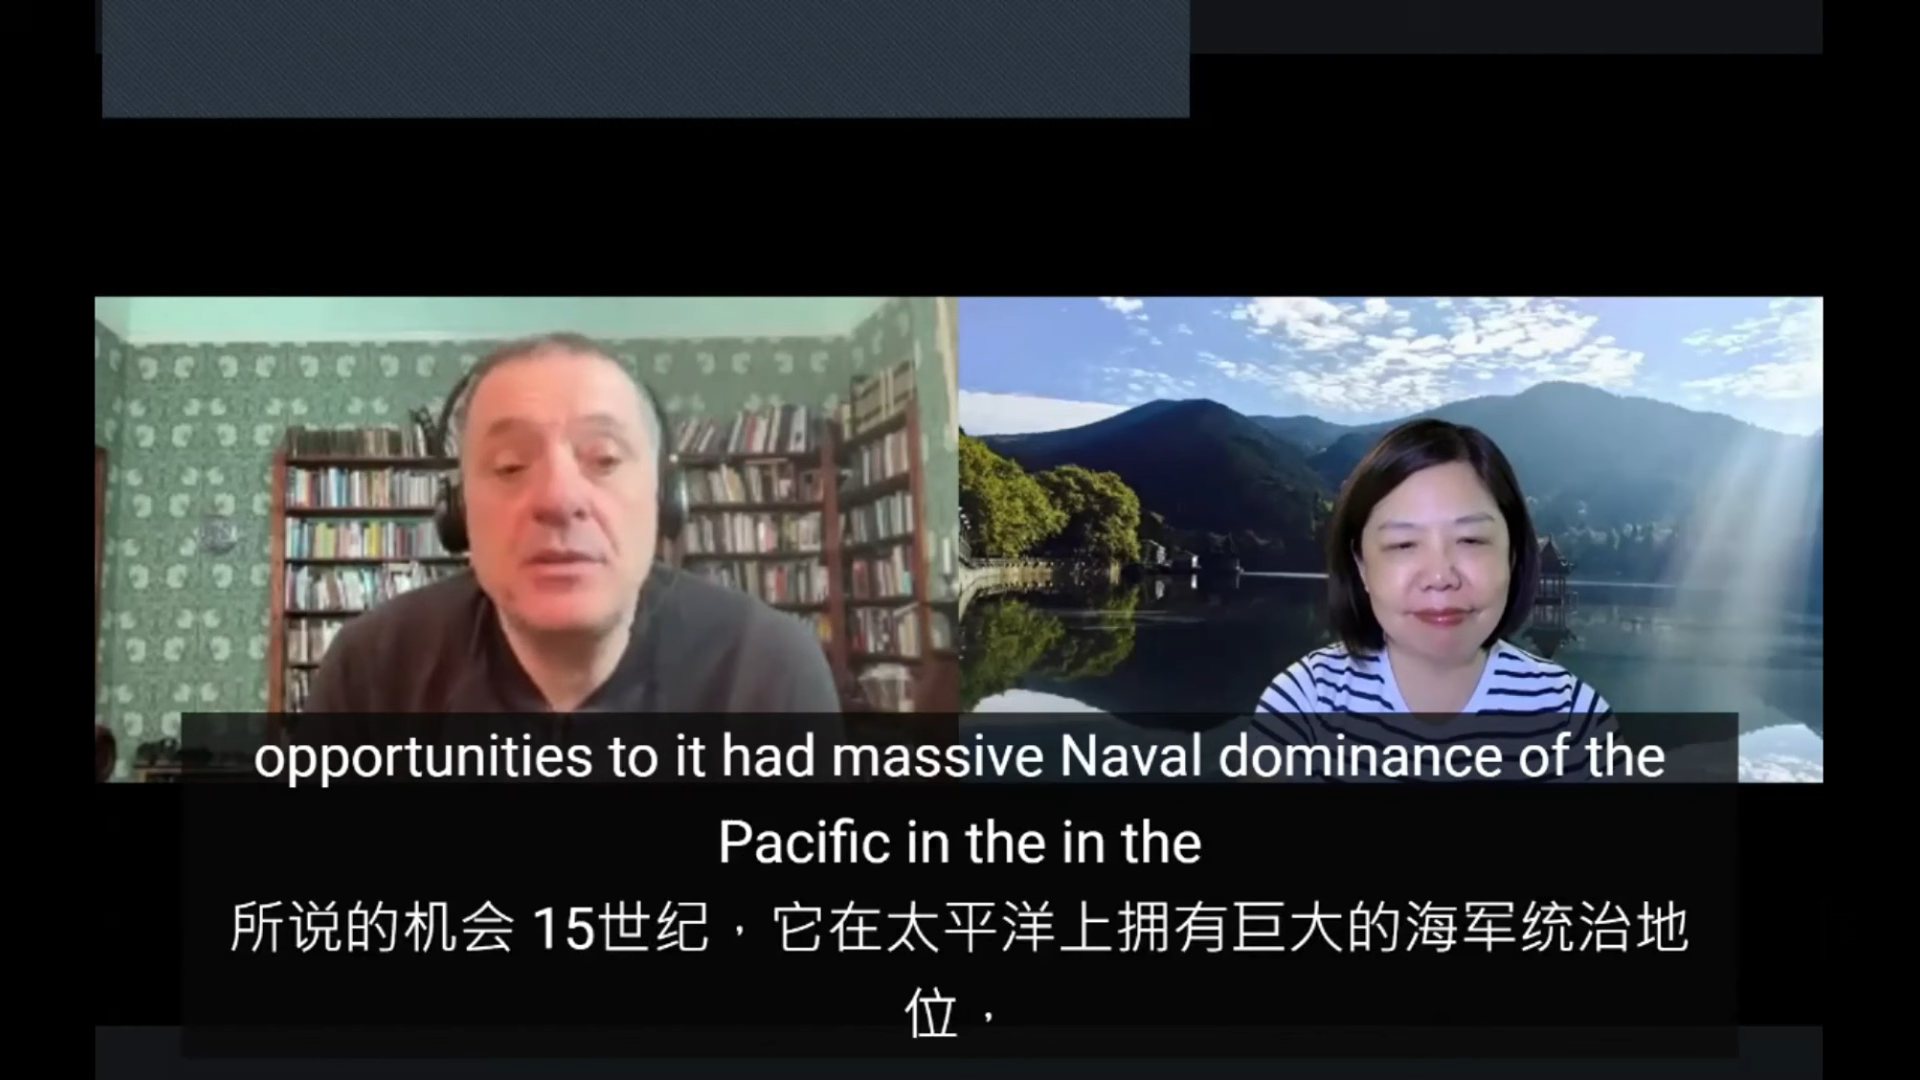 opportunities to it had massive Naval dominance of the
Pacific in the in the
所说的机会 15世纪，它在太平洋上拥有巨大的海军统治地
位，